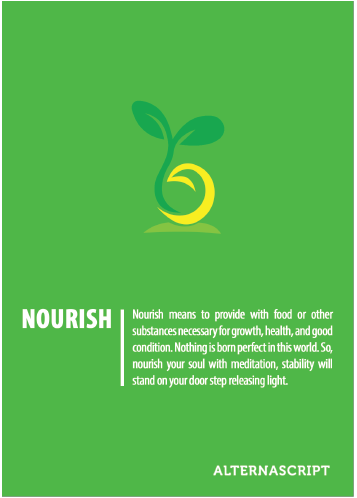 NOURISH
Nourish means to provide with food or other
substances necessary for growth, health, and good
condition. Nothing is born perfect in this world. So,
nourish your soul with meditation, stability will
stand on your door step releasing light.
ALTERNASCRIPT